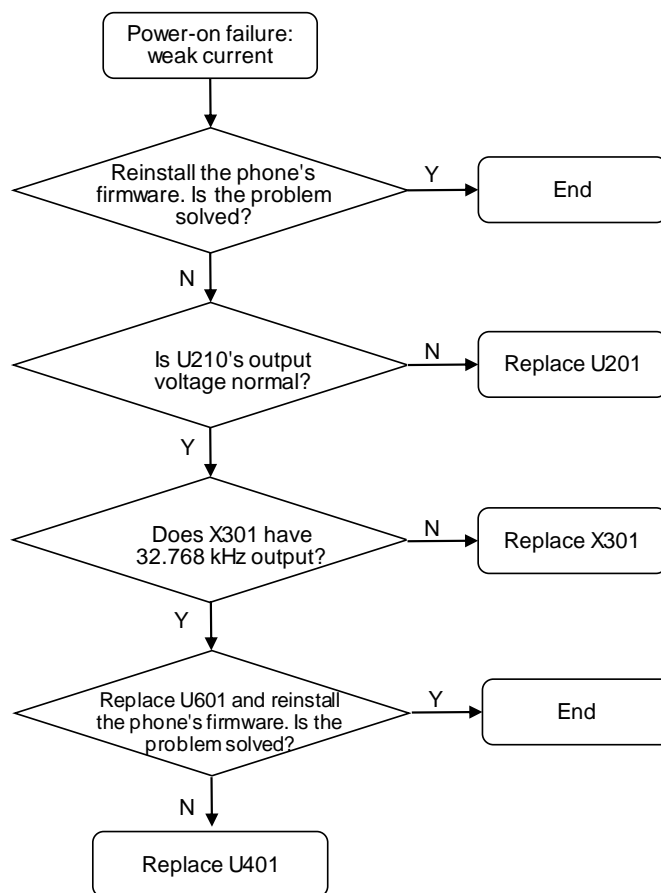 Power-on failure:
weak current
Reinstall the phone's
firmware. Is the problem
solved?
Y
End
N
Is U210's output
voltage normal?
N
Replace U201
Y
Does X301 have
32.768 kHz output?
N
Replace X301
Y
Replace U601 and reinstall
the phone's firmware. Is the
problem solved?
Y
End
N
Replace U401